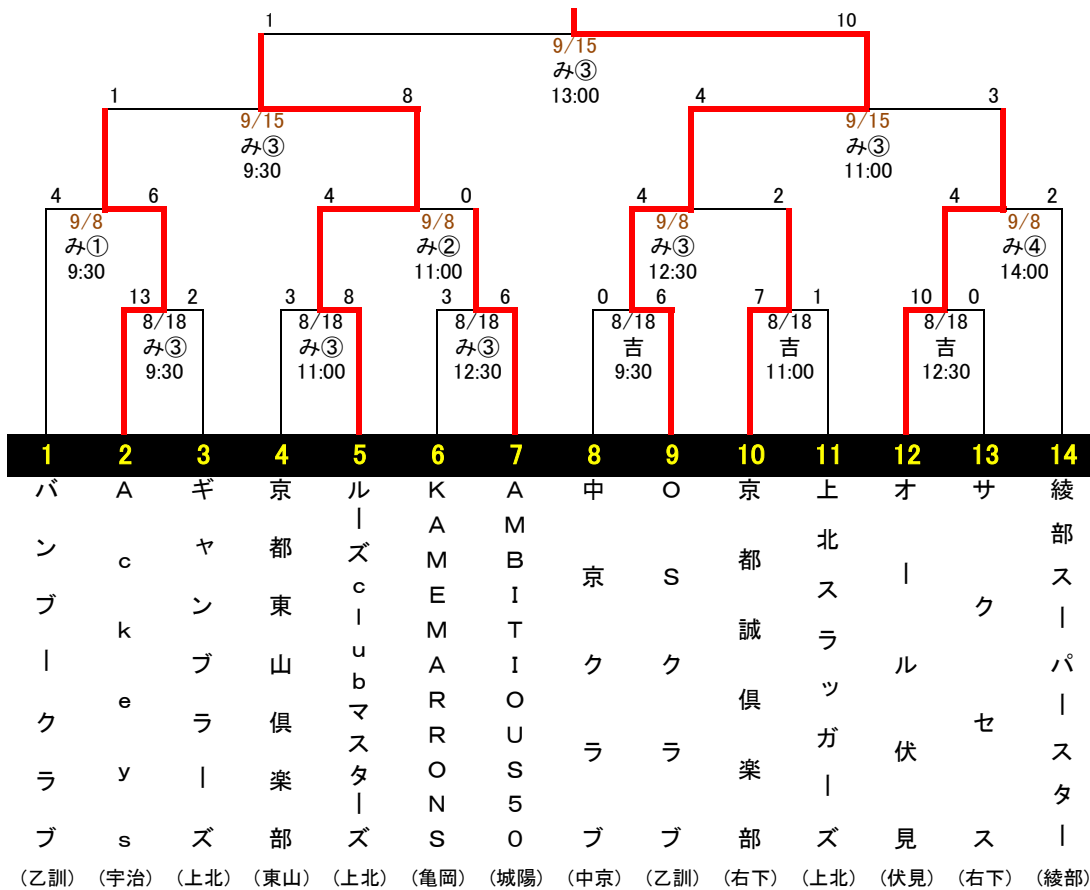 1 10
9/15
み③
13:00
1 8 4 3
9/15 9/15
み③ み③
9:30 11:00
4 6 4 0 4 2 4 2
9/8 9/8 9/8 9/8
み① み② み③ み④
9:30 11:00 12:30 14:00
13 2 3 8 3 6 0 6 7 1 10 0
8/18 8/18 8/18 8/18 8/18 8/18
み③ み③ み③ 吉 吉 吉
9:30 11:00 12:30 9:30 11:00 12:30
1 2 3 4 5 6 7 8 9 10 11 12 13 14
バンブークラブ
Ackeys
ギャンブラーズ
京都東山倶楽部
ルーズclubマスターズ
KAMEMARRONS
AMBITIOUS50
中京クラブ
OSクラブ
京都誠倶楽部
上北スラッガーズ
オール伏見
サクセス
綾部スーパースター
(乙訓) (宇治) (上北) (東山) (上北) (亀岡) (城陽) (中京) (乙訓) (右下) (上北) (伏見) (右下) (綾部)